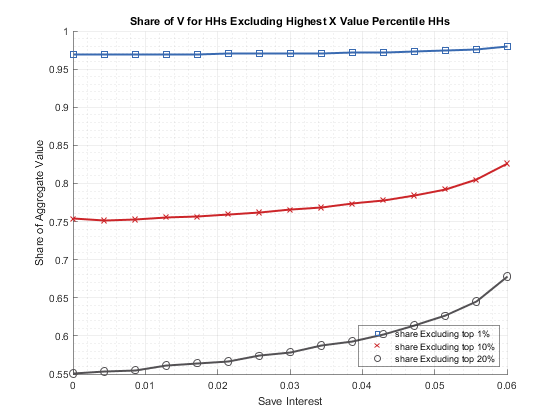 Share of V for HHs Excluding Highest X Value Percentile HHs
1
0.95
0.9
0.85
0.8
0.75
0.7
0.65
0.6
0.55
Share of Aggregate Value
share Excluding top 1%
share Excluding top 10%
share Excluding top 20%
0 0.01 0.02 0.03 0.04 0.05 0.06
Save Interest